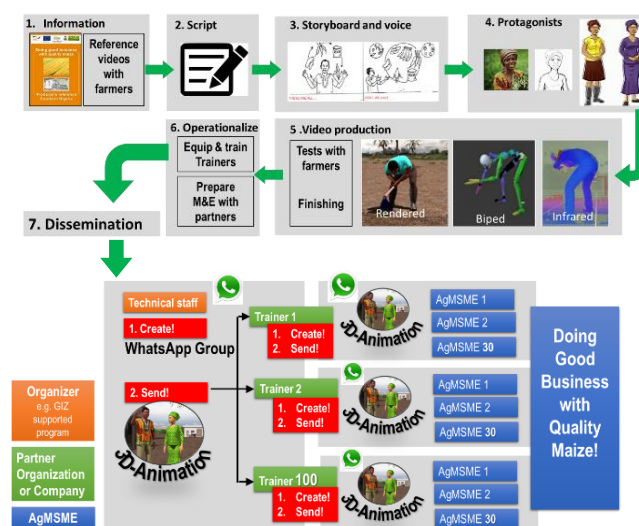 1. Information
Reference
videos
with
farmers
2. Script
3. Storyboard and voice
4. Protagonists
5 .Video production
Tests with
farmers
Finishing
Rendered
Biped
Infrared
6. Operationalize
Equip & train
Trainers
Prepare
M&E with
partners
7. Dissemination
Technical staff
1. Create!
WhatsApp Group
2. Send!
3D-Animation
Trainer 1
1. Create!
2. Send!
3D-Animation
AgMSME 1
AgMSME 2
AgMSME 30
Trainer 2
1. Create!
2. Send!
3D-Animation
AgMSME 1
AgMSME 2
AgMSME 30
Trainer 100
1. Create!
2. Send!
3D-Animation
AgMSME 1
AgMSME 2
AgMSME 30
Doing
Good
Business
with
Quality
Maize!
Organizer
e.g. GIZ
supported
program
Partner
Organization
or Company
AgMSME